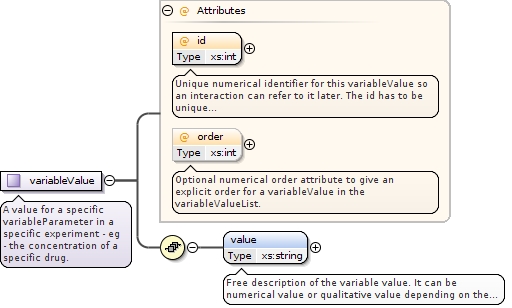 Attributes
@ id
Type xs:int
Unique numerical identifier for this variableValue so
an interaction can refer to it later. The id has to be
unique...
@ order
Type xs:int
Optional numerical order attribute to give an
explicit order for a variableValue in the
variableValueList.
variableValue
A value for a specific
variableParameter in a
specific experiment - eg
- the concentration of a
specific drug.
value
Type xs:string
Free description of the variable value. It can be
numerical value or qualitative value depending on the...